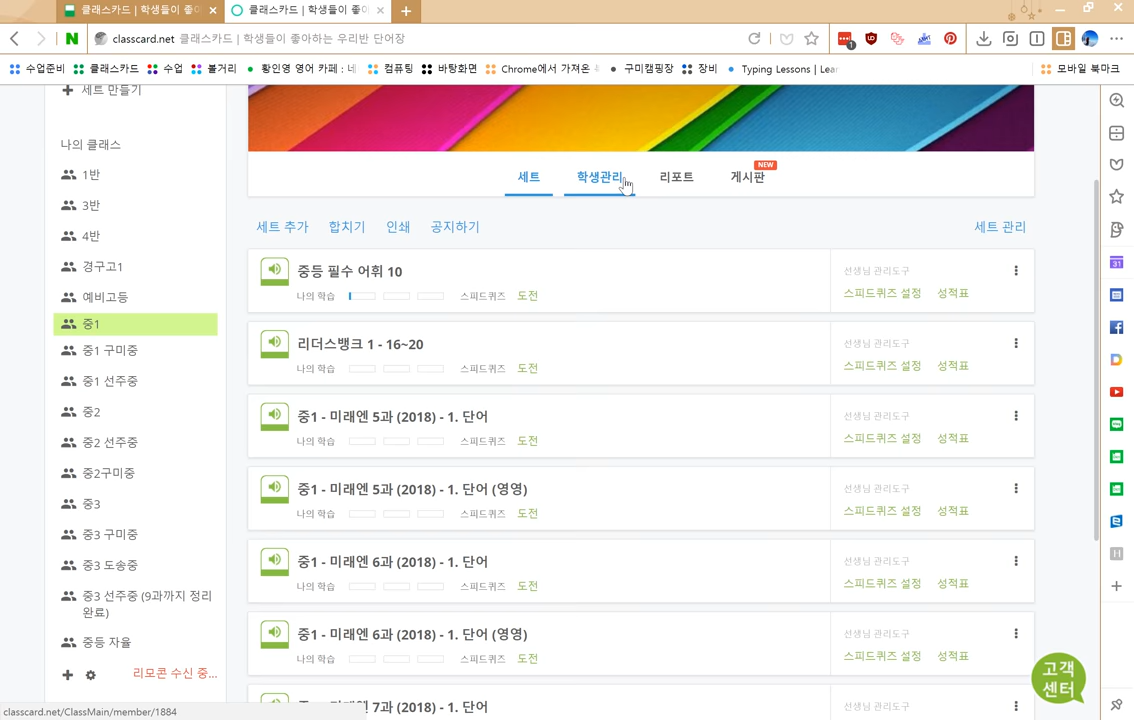 클래스카드 | 학생들이 좋아
클래스카드 | 학생들이 좋아
classcard.net 클래스카드 | 학생들이 좋아하는 우리반 단어장
수업준비 클래스카드 수업 볼거리 황인영 영어 카페 : 네 컴퓨팅 바탕화면 Chrome에서 가져온 구미캠핑장 장비 Typing Lessons | Lear 모바일 북마크
세트 만들기
나의 클래스
1반
3반
4반
경구고1
예비고등
중1
중1 구미중
중1 선주중
중2
중2 선주중
중2구미중
중3
중3 구미중
중3 도송중
중3 선주중 (9과까지 정리
완료)
중등 자율
리모콘 수신 중...
세트 학생관리 리포트 게시판 NEW
세트 추가 합치기 인쇄 공지하기 세트 관리
중등 필수 어휘 10
나의 학습 스피드퀴즈 도전
선생님 관리도구
스피드퀴즈 설정 성적표
리더스뱅크 1 - 16~20
나의 학습 스피드퀴즈 도전
선생님 관리도구
스피드퀴즈 설정 성적표
중1 - 미래엔 5과 (2018) - 1. 단어
나의 학습 스피드퀴즈 도전
선생님 관리도구
스피드퀴즈 설정 성적표
중1 - 미래엔 5과 (2018) - 1. 단어 (영영)
나의 학습 스피드퀴즈 도전
선생님 관리도구
스피드퀴즈 설정 성적표
중1 - 미래엔 6과 (2018) - 1. 단어
나의 학습 스피드퀴즈 도전
선생님 관리도구
스피드퀴즈 설정 성적표
중1 - 미래엔 6과 (2018) - 1. 단어 (영영)
나의 학습 스피드퀴즈 도전
선생님 관리도구
스피드퀴즈 설정 성적표
7과 (2018) - 1. 단어
고객
센터
classcard.net/ClassMain/member/1884